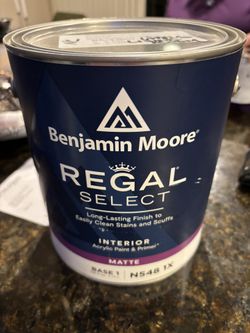 Benjamin Moore®
REGAL®
SELECT
Long-Lasting Finish to
Easily Clean Stains and Scuffs
INTERIOR
Acrylic Paint & Primer
MATTE
BASE 1
N548 1X